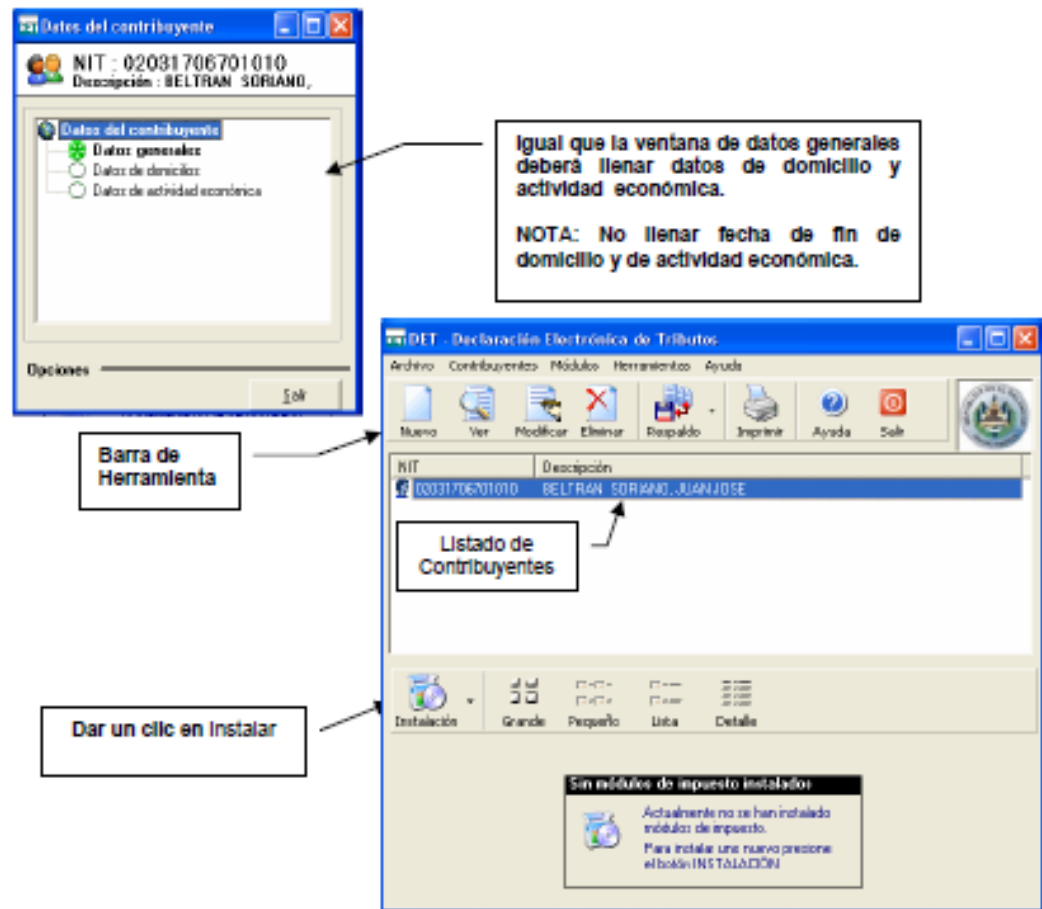 Datos del contribuyente
NIT : 02031706701010
Descripción : BELTRAN SORIANO,
Datos del contribuyente
Datos generales
Datos de domicilios
Datos de actividad económica
Opciones
Salir
Igual que la ventana de datos generales
deberá llenar datos de domicilio y
actividad económica.
NOTA: No llenar fecha de fin de
domicilio y de actividad económica.
DET - Declaración Electrónica de Tributos
Archivo Contribuyentes Módulos Herramientas Ayuda
Nuevo Ver Modificar Eliminar Respaldo Imprimir Ayuda Salir
Barra de
Herramienta
NIT Descripción
02031706701010 BELTRAN SORIANO, JUAN JOSE
Listado de
Contribuyentes
Dar un clic en Instalar
Instalación Grande Pequeño Lista Detalle
Sin módulos de impuesto instalados
Actualmente no se han instalado
módulos de impuesto.
Para instalar uno nuevo presione
el botón INSTALACIÓN